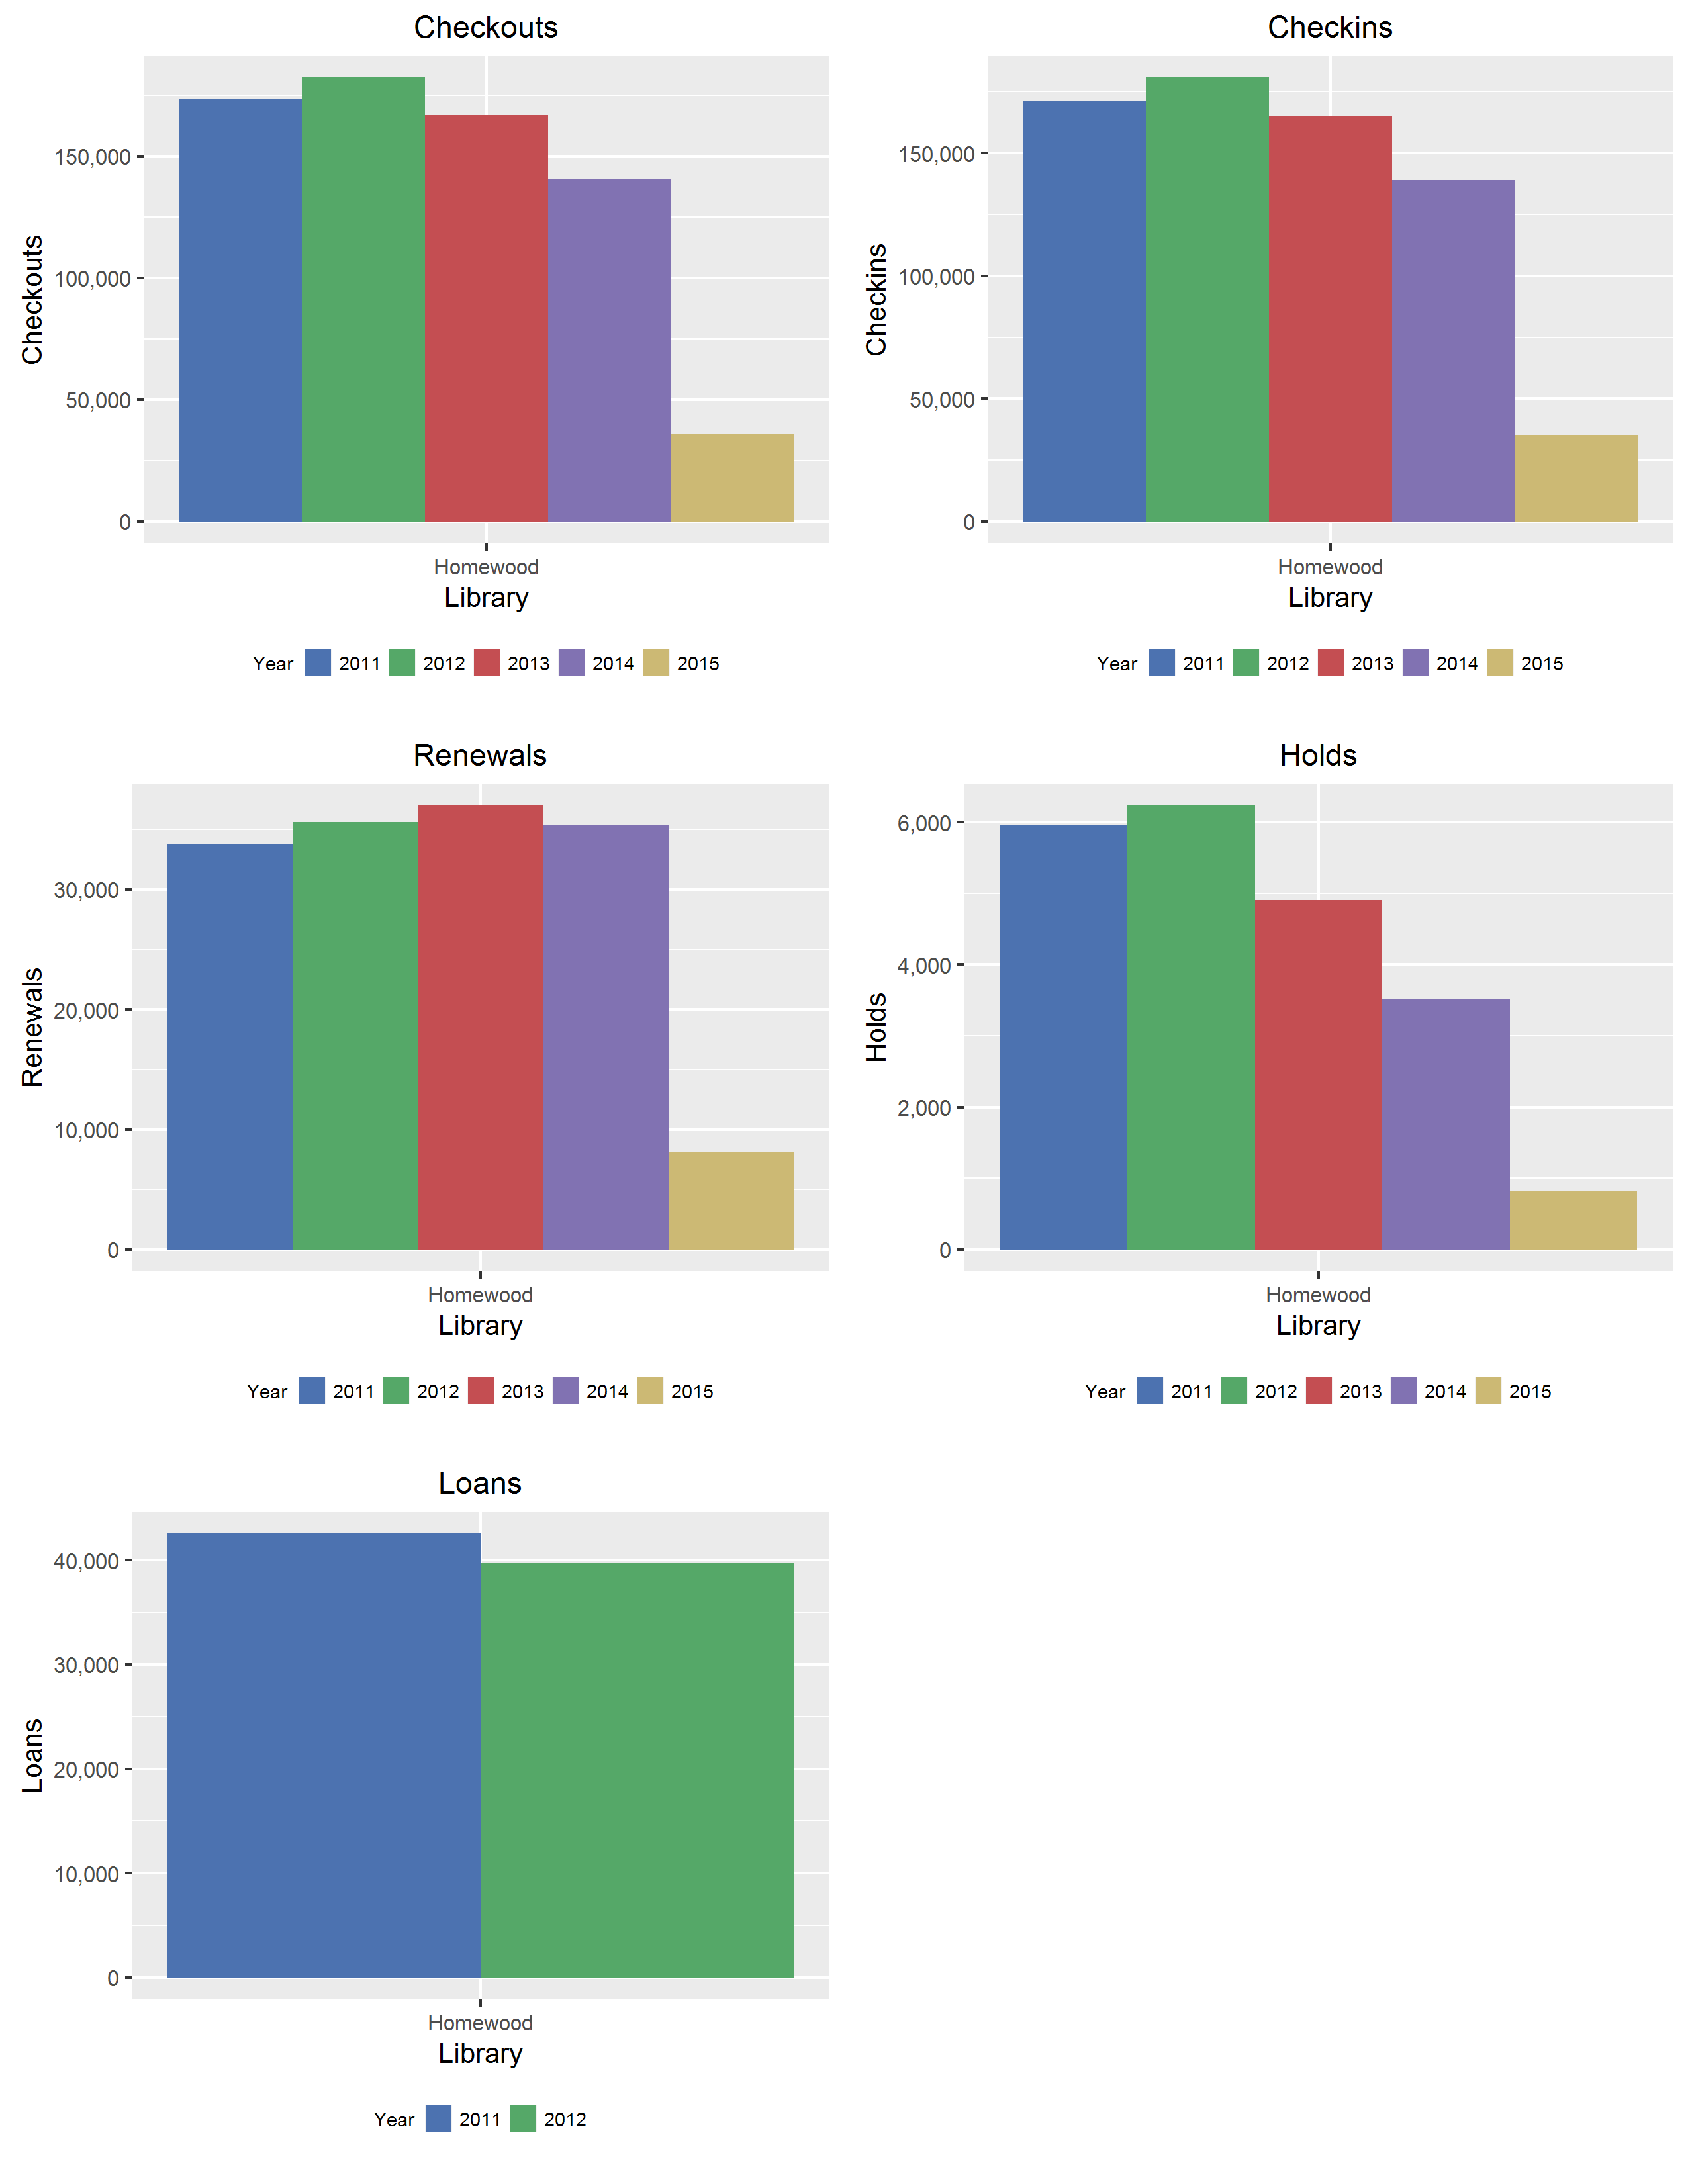 Checkouts
Checkouts
150,000
100,000
50,000
0
Homewood
Library
Year 2011 2012 2013 2014 2015
Checkins
Checkins
150,000
100,000
50,000
0
Homewood
Library
Year 2011 2012 2013 2014 2015
Renewals
Renewals
30,000
20,000
10,000
0
Homewood
Library
Year 2011 2012 2013 2014 2015
Holds
Holds
6,000
4,000
2,000
0
Homewood
Library
Year 2011 2012 2013 2014 2015
Loans
Loans
40,000
30,000
20,000
10,000
0
Homewood
Library
Year 2011 2012